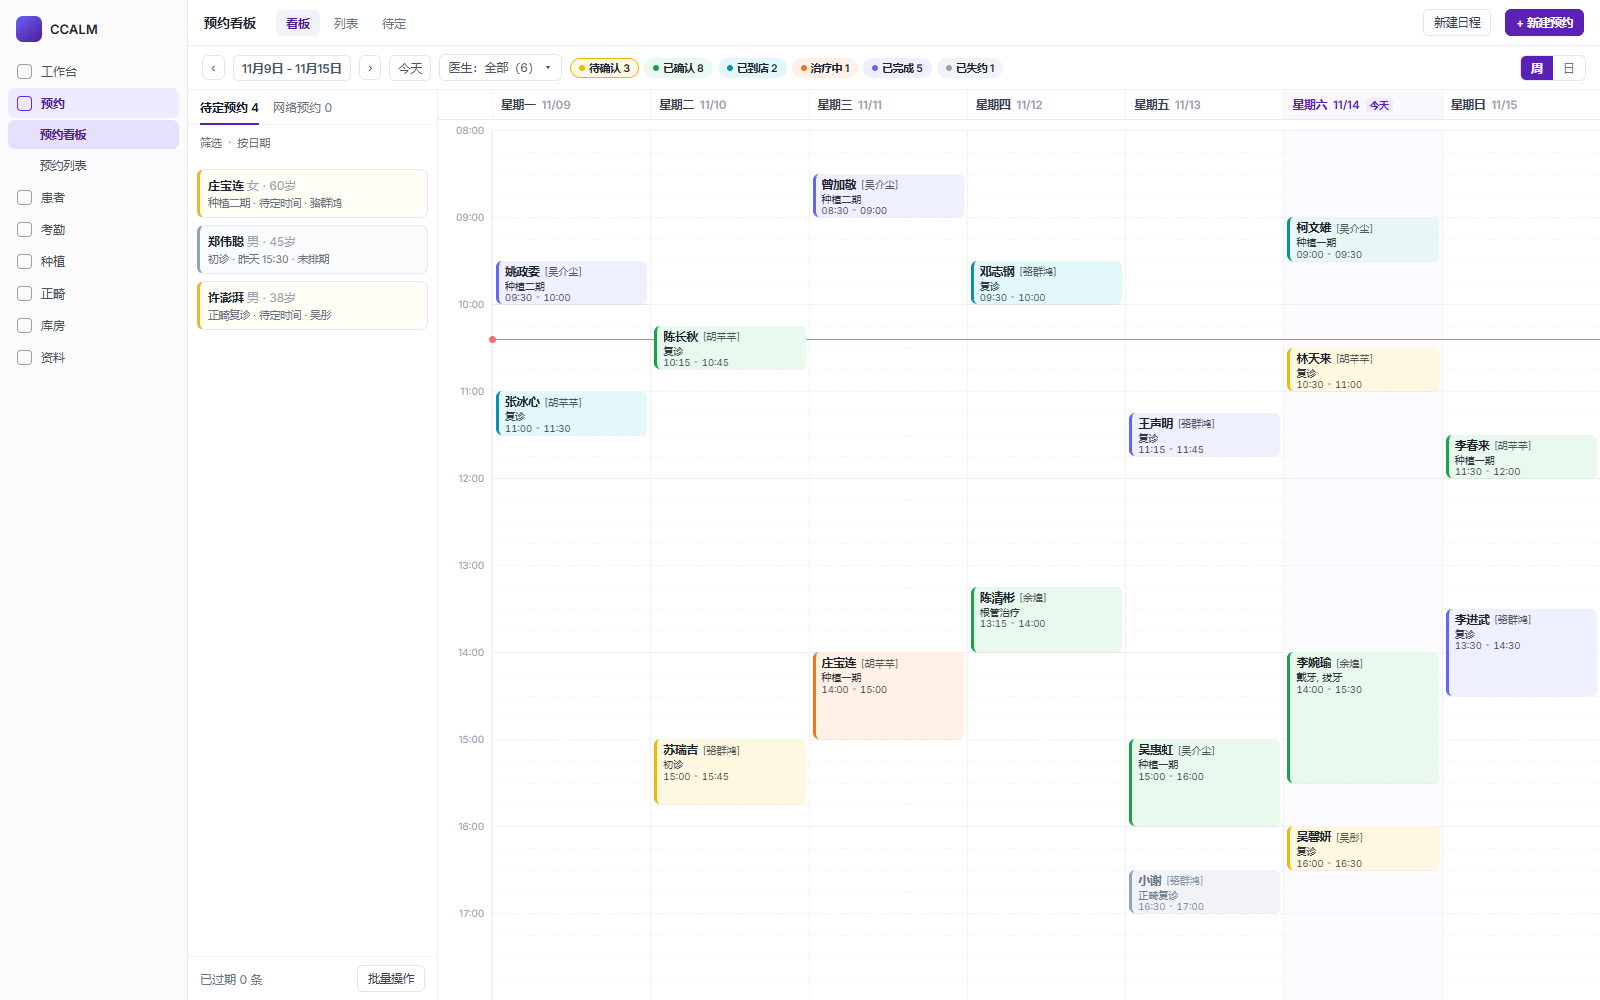 CCALM
工作台
预约
预约看板
预约列表
患者
考勤
种植
正畸
库房
资料
预约看板
看板
列表
待定
新建日程
+ 新建预约
‹
11月9日 - 11月15日
›
今天
医生：全部（6）
待确认 3
已确认 8
已到店 2
治疗中 1
已完成 5
已失约 1
周
日
待定预约 4
网络预约 0
筛选 · 按日期
庄宝连 女 · 60岁
种植二期 · 待定时间 · 骆群鸿
郑伟聪 男 · 45岁
初诊 · 昨天 15:30 · 未排期
许澎湃 男 · 38岁
正畸复诊 · 待定时间 · 吴彤
已过期 0 条
批量操作
星期一 11/09
星期二 11/10
星期三 11/11
星期四 11/12
星期五 11/13
星期六 11/14 今天
星期日 11/15
08:00
09:00
10:00
11:00
12:00
13:00
14:00
15:00
16:00
17:00
姚政委 [吴介尘]
种植二期
09:30 - 10:00
张冰心 [胡芊芊]
复诊
11:00 - 11:30
陈长秋 [胡芊芊]
复诊
10:15 - 10:45
苏瑞吉 [骆群鸿]
初诊
15:00 - 15:45
曾加敬 [吴介尘]
种植二期
08:30 - 09:00
庄宝连 [胡芊芊]
种植一期
14:00 - 15:00
邓志钢 [骆群鸿]
复诊
09:30 - 10:00
陈清彬 [余煌]
根管治疗
13:15 - 14:00
王声明 [骆群鸿]
复诊
11:15 - 11:45
吴惠虹 [吴介尘]
种植一期
15:00 - 16:00
小谢 [骆群鸿]
正畸复诊
16:30 - 17:00
柯文雄 [吴介尘]
种植一期
09:00 - 09:30
林天来 [胡芊芊]
复诊
10:30 - 11:00
李婉瑜 [余煌]
戴牙, 拔牙
14:00 - 15:30
吴馨妍 [吴彤]
复诊
16:00 - 16:30
李春来 [胡芊芊]
种植一期
11:30 - 12:00
李进武 [骆群鸿]
复诊
13:30 - 14:30